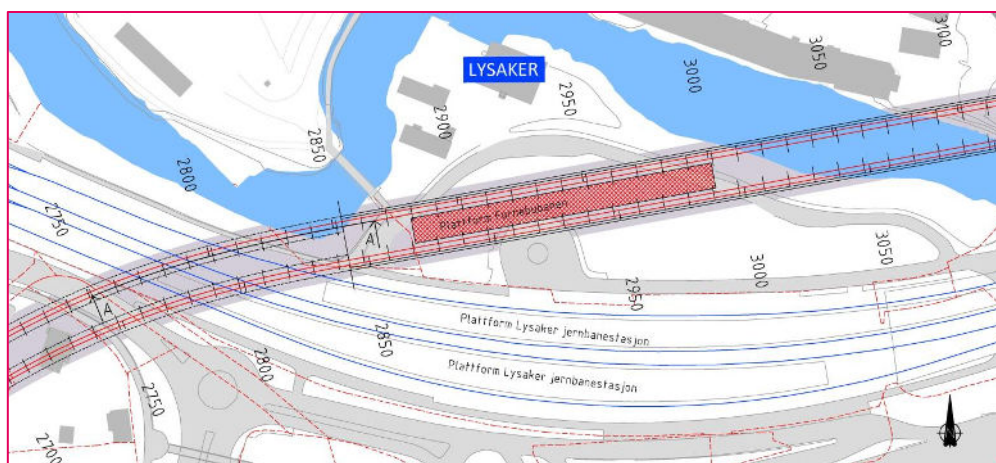 LYSAKER
3100
3050
3000
2950
2900
2850
2800
2750
Plattform Fornebubanen
A
A
3050
3000
2950
2850
2800
2750
2700
Plattform Lysaker jernbanestasjon
Plattform Lysaker jernbanestasjon